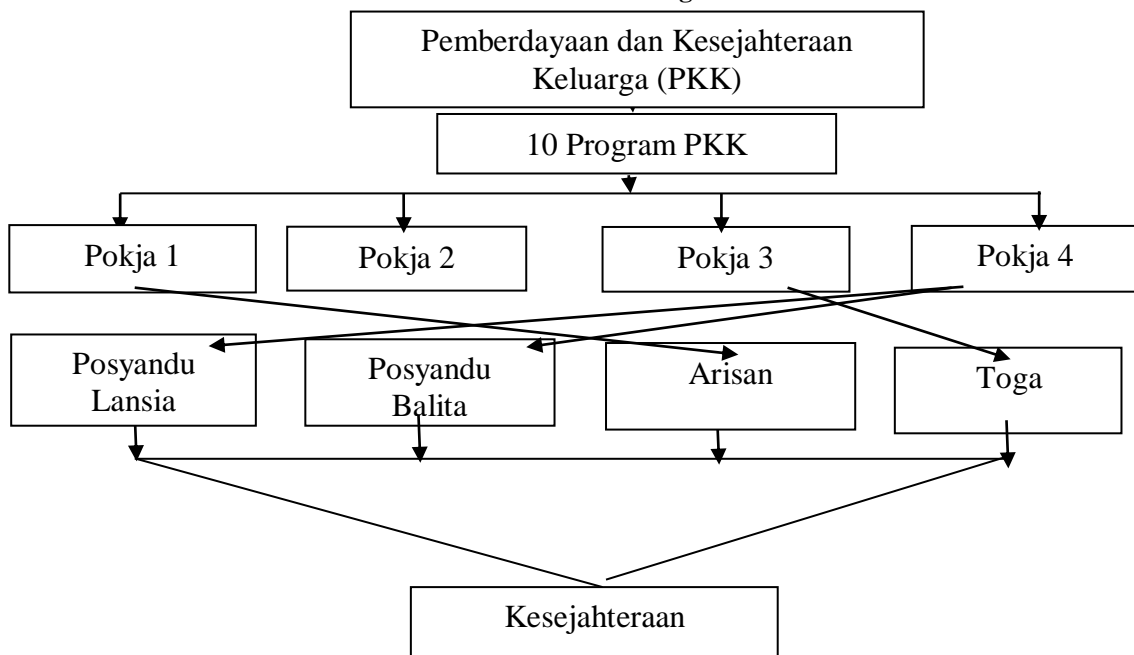 Pemberdayaan dan Kesejahteraan
Keluarga (PKK)
10 Program PKK
Pokja 1
Pokja 2
Pokja 3
Pokja 4
Posyandu
Lansia
Posyandu
Balita
Arisan
Toga
Kesejahteraan